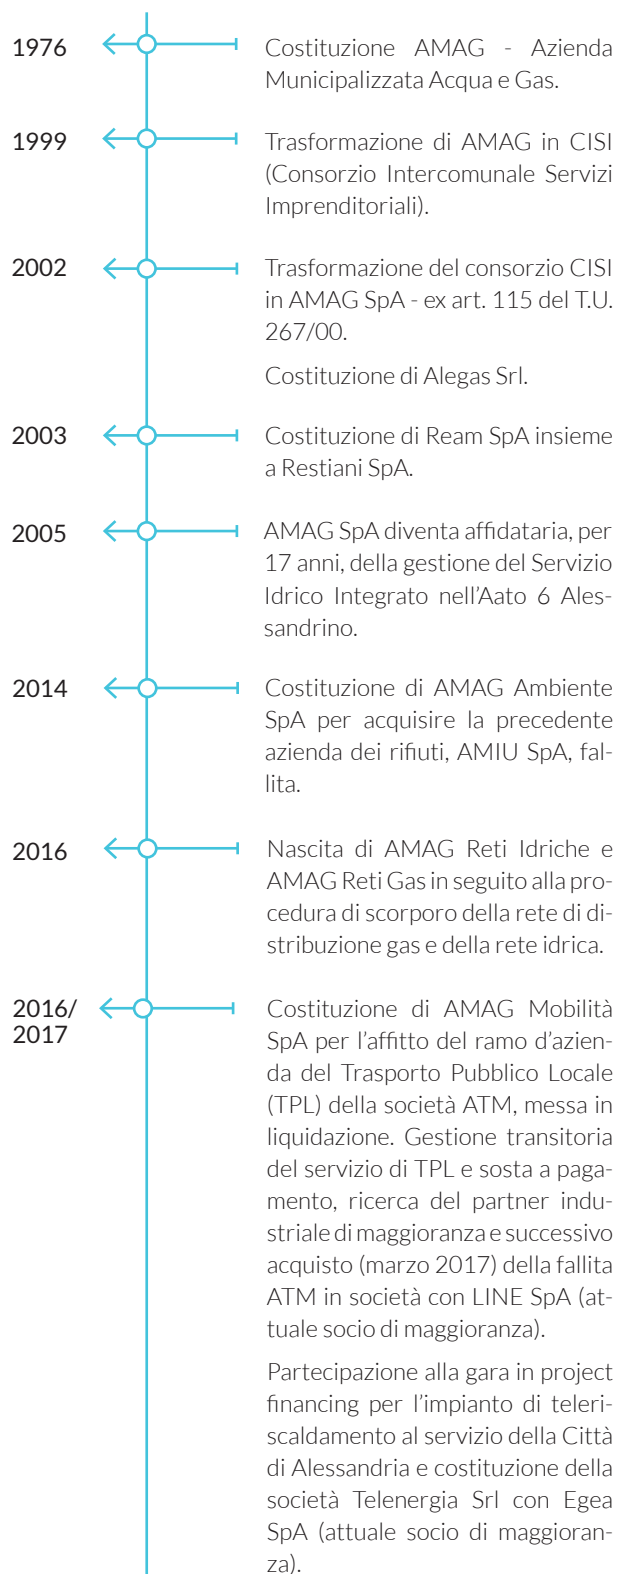 1976
Costituzione AMAG - Azienda
Municipalizzata Acqua e Gas.
1999
Trasformazione di AMAG in CISI
(Consorzio Intercomunale Servizi
Imprenditoriali).
2002
Trasformazione del consorzio CISI
in AMAG SpA - ex art. 115 del T.U.
267/00.
Costituzione di Alegas Srl.
2003
Costituzione di Ream SpA insieme
a Restiani SpA.
2005
AMAG SpA diventa affidataria, per
17 anni, della gestione del Servizio
Idrico Integrato nell'Aato 6 Ales-
sandrino.
2014
Costituzione di AMAG Ambiente
SpA per acquisire la precedente
azienda dei rifiuti, AMIU SpA, fal-
lita.
2016
Nascita di AMAG Reti Idriche e
AMAG Reti Gas in seguito alla pro-
cedura di scorporo della rete di di-
stribuzione gas e della rete idrica.
2016/
2017
Costituzione di AMAG Mobilità
SpA per l'affitto del ramo d'azien-
da del Trasporto Pubblico Locale
(TPL) della società ATM, messa in
liquidazione. Gestione transitoria
del servizio di TPL e sosta a paga-
mento, ricerca del partner indu-
striale di maggioranza e successivo
acquisto (marzo 2017) della fallita
ATM in società con LINE SpA (at-
tuale socio di maggioranza).
Partecipazione alla gara in project
financing per l'impianto di teleri-
scaldamento al servizio della Città
di Alessandria e costituzione della
società Telenergia Srl con Egea
SpA (attuale socio di maggioran-
za).